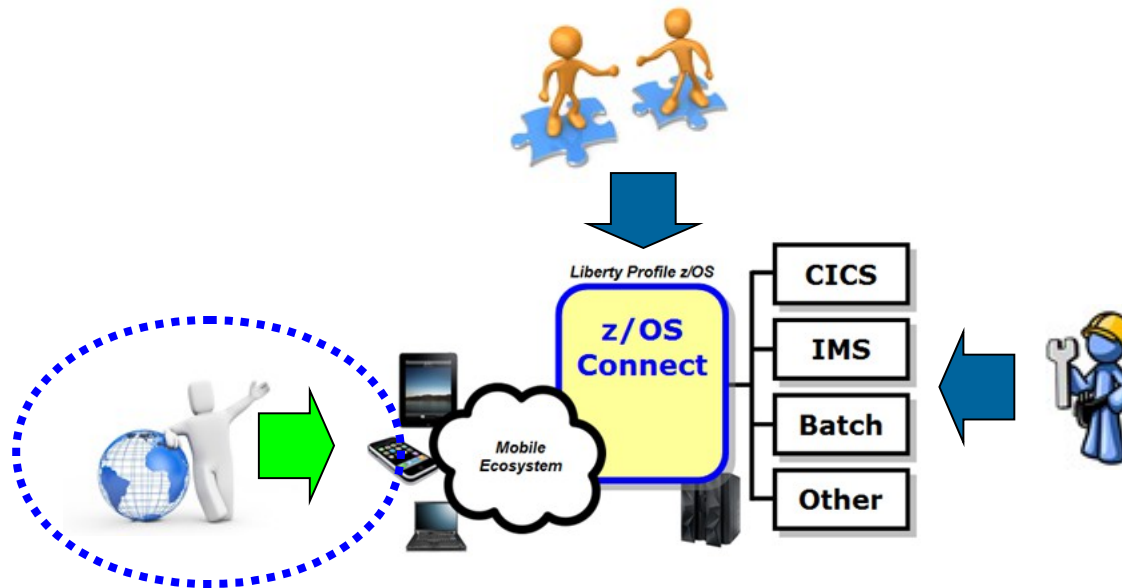 Liberty Profile z/OS
z/OS
Connect
CICS
IMS
Batch
Other
Mobile
Ecosystem